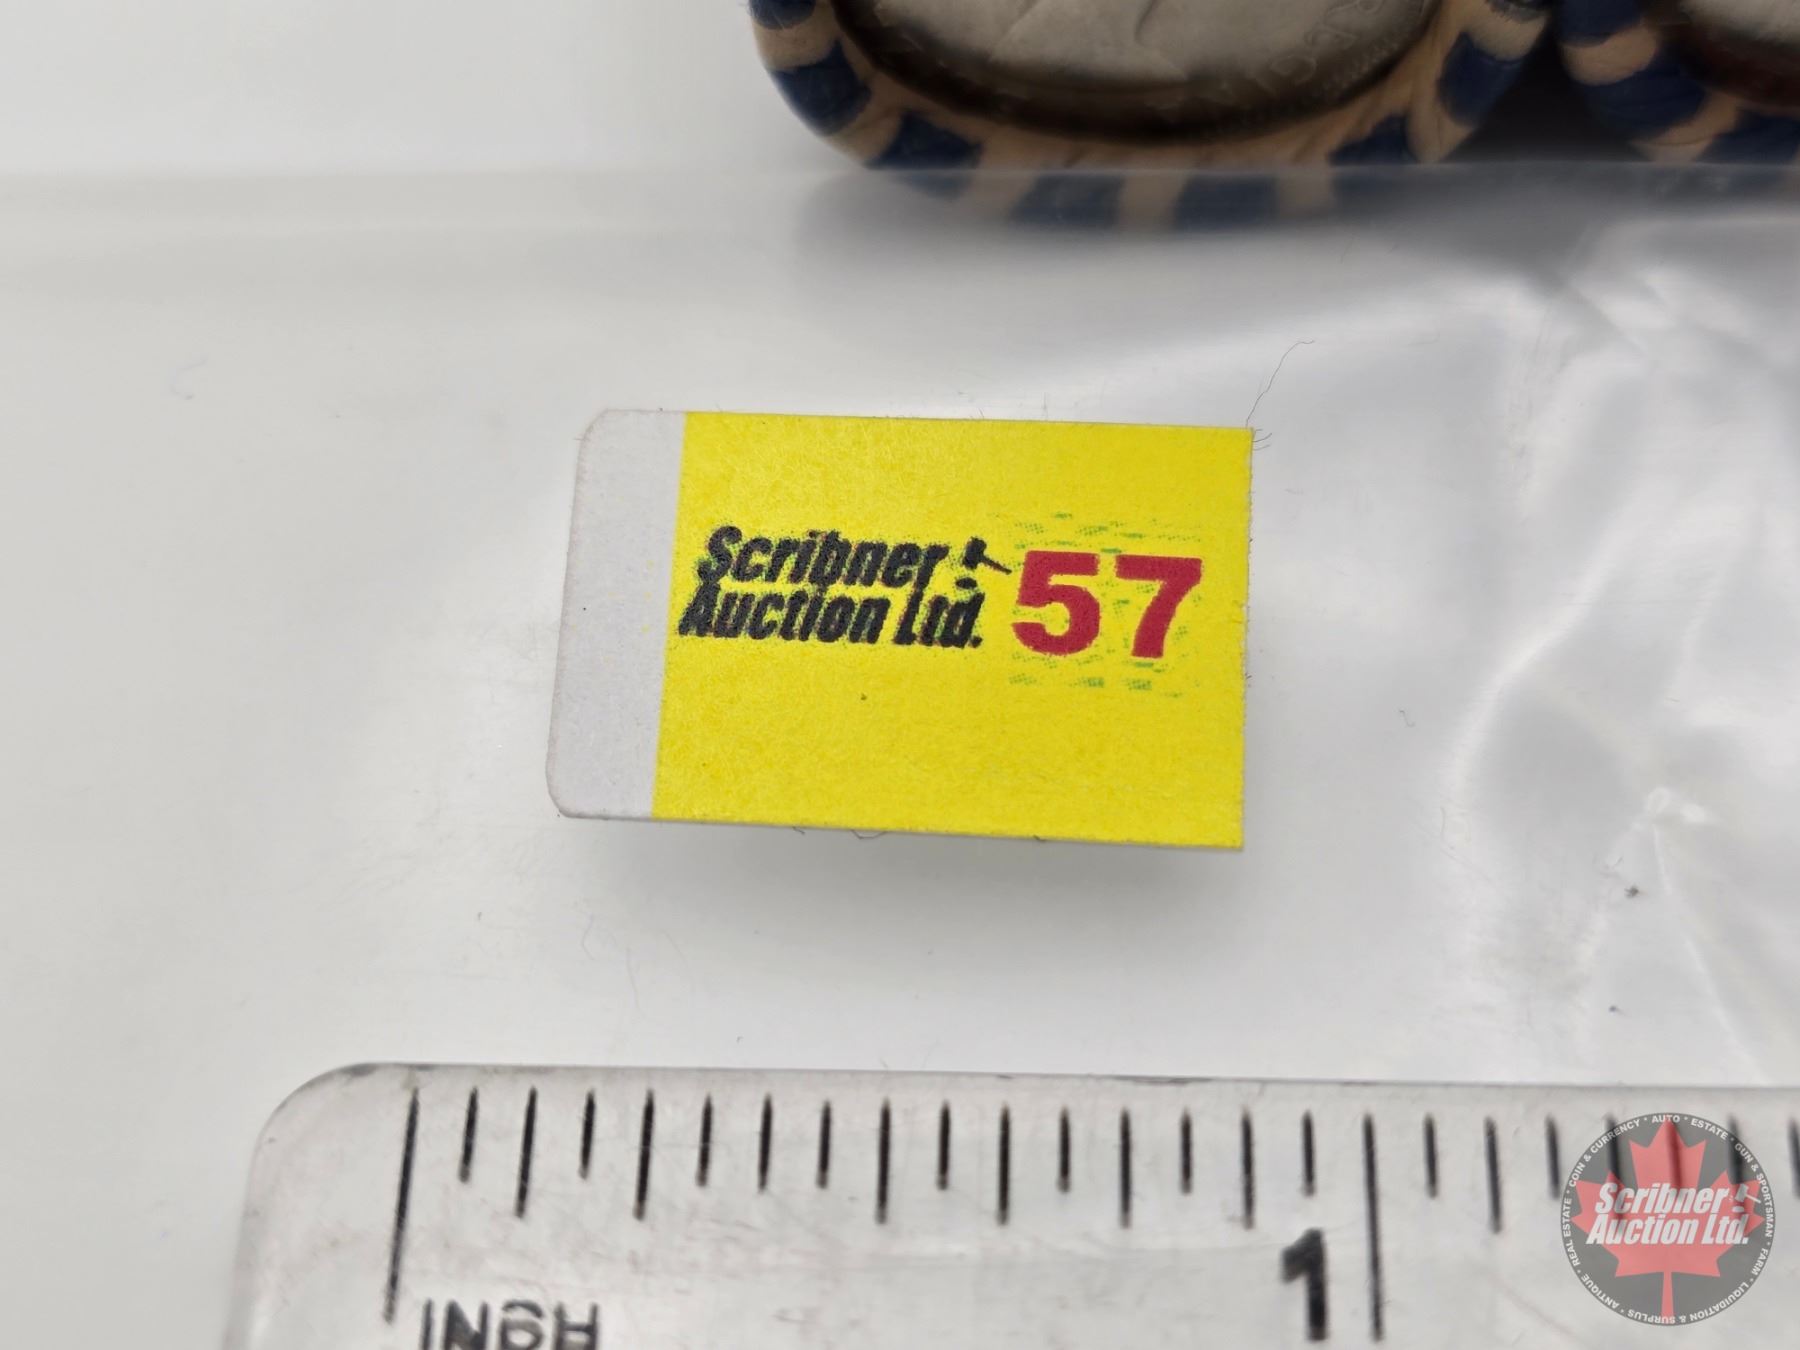 Scribner
Auction Ltd.
57
INCH
1
Scribner
Auction Ltd.
COIN & CURRENCY • AUTO • ESTATE • GUN & SPORTSMAN • FARM • LIQUIDATION & SURPLUS • ANTIQUE • REAL ESTATE •